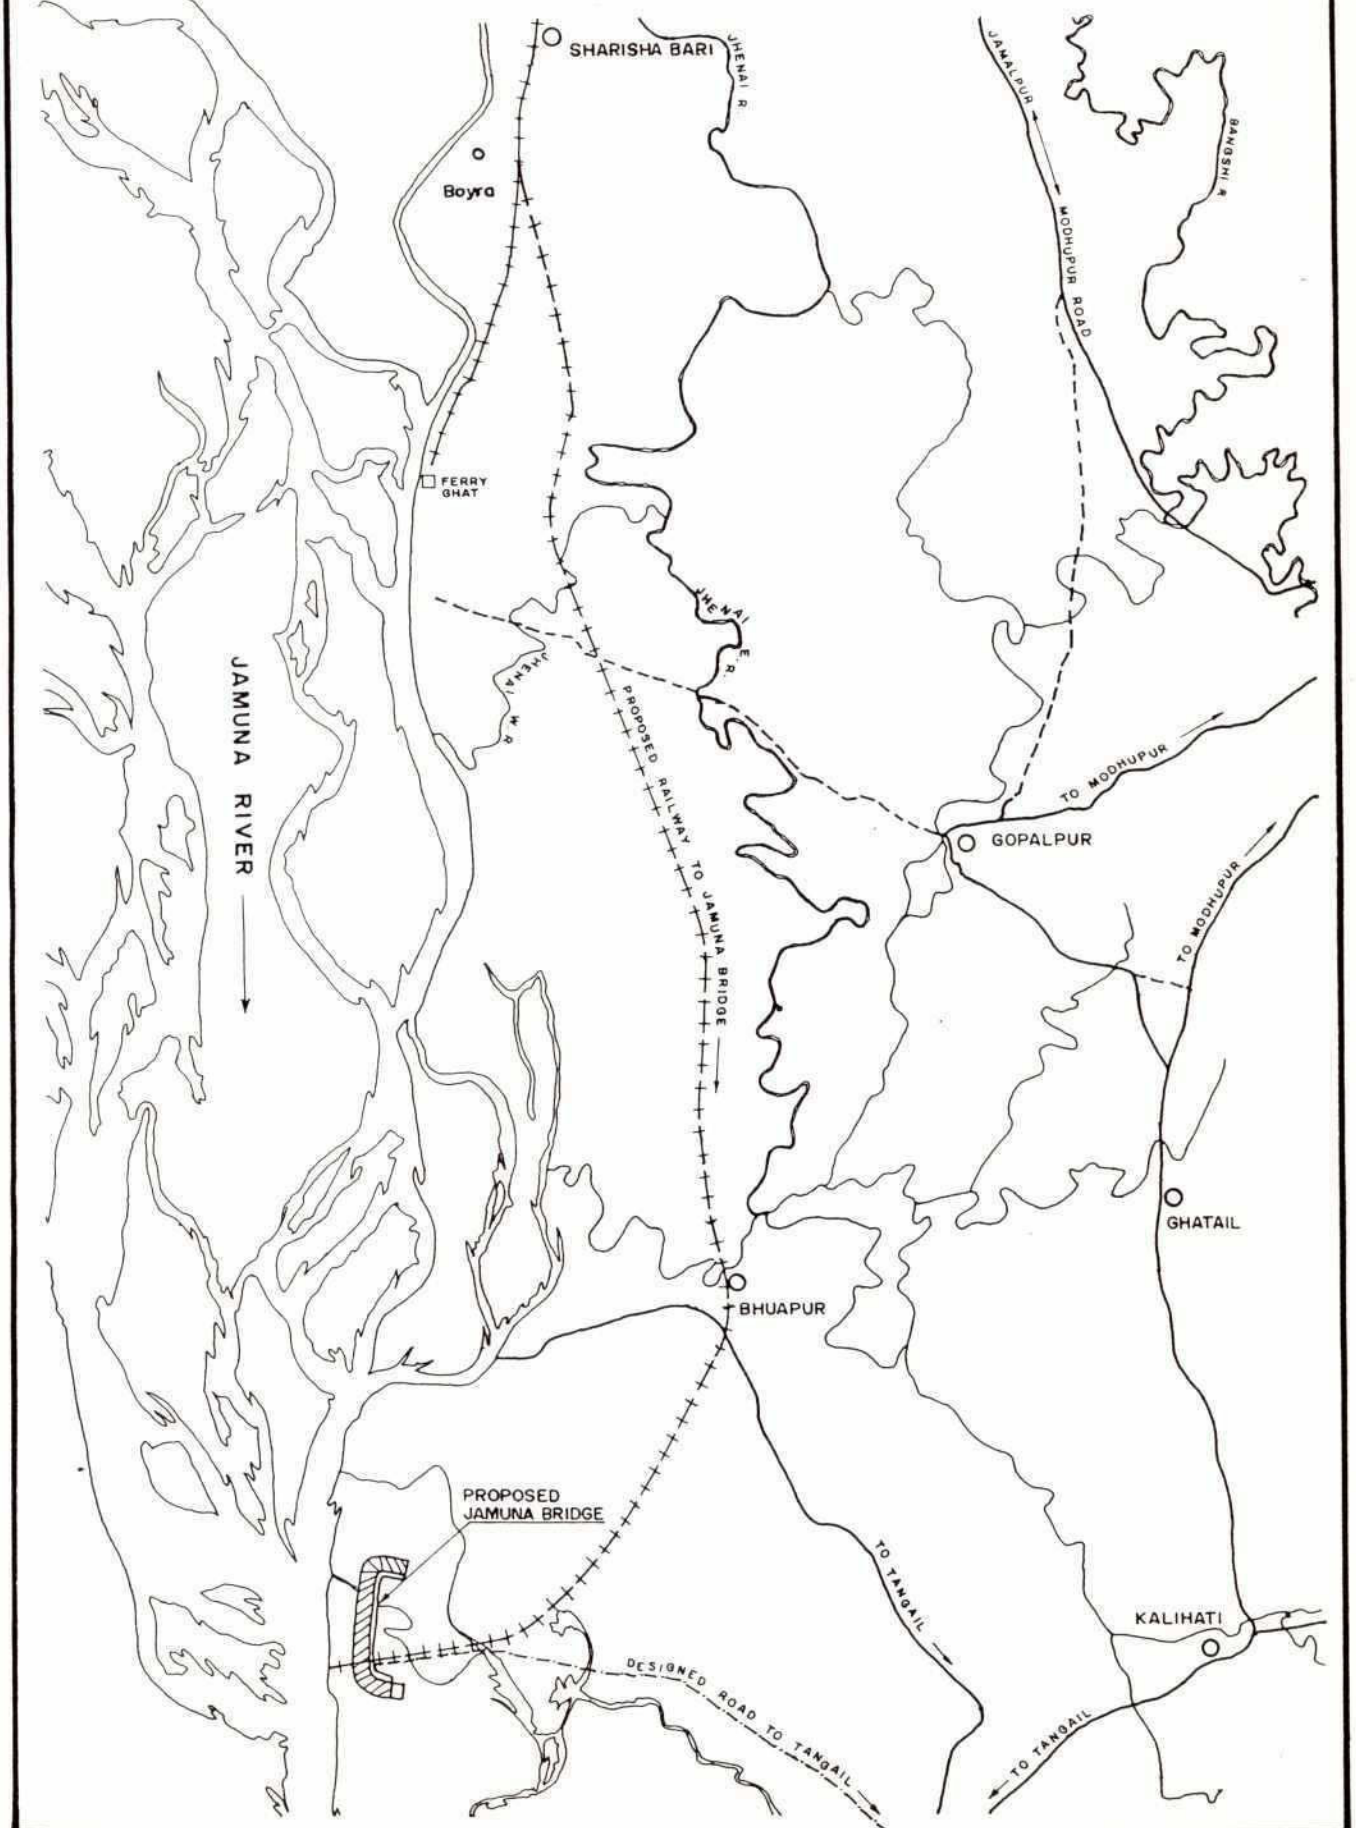 SHARISHA BARI
JHENAI R
JAMALPUR
BANGSHI R
Boyra
MODHUPUR ROAD
FERRY
GHAT
JHENAI E. R.
JHENAI W R
JAMUNA RIVER
PROPOSED RAILWAY TO JAMUNA BRIDGE
TO MODHUPUR
GOPALPUR
TO MODHUPUR
GHATAIL
BHUAPUR
PROPOSED
JAMUNA BRIDGE
TO TANGAIL
KALIHATI
DESIGNED ROAD TO TANGAIL
TO TANGAIL